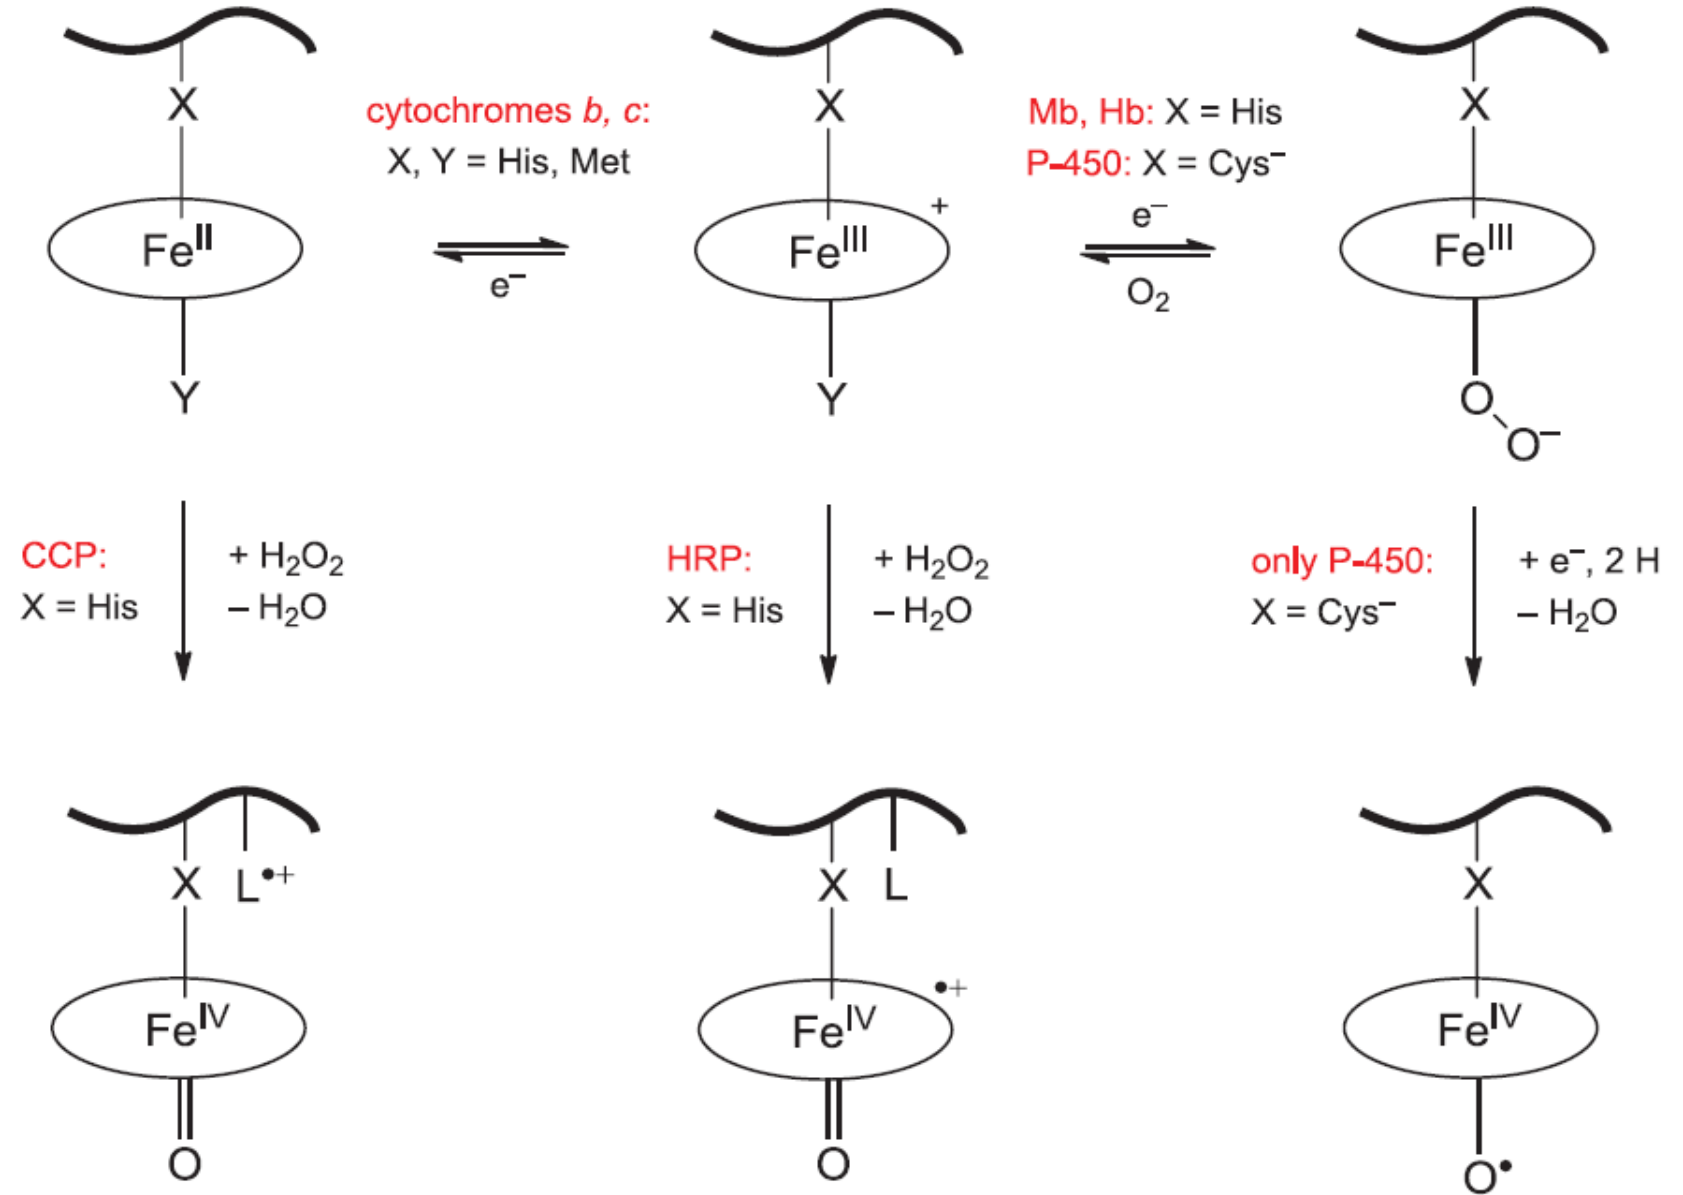 X
Fe^II
Y
cytochromes b, c:
X, Y = His, Met
e⁻
X
Fe^III +
Y
Mb, Hb: X = His
P-450: X = Cys⁻
e⁻
O₂
X
Fe^III
O
O⁻
CCP:
X = His
+ H₂O₂
– H₂O
HRP:
X = His
+ H₂O₂
– H₂O
only P-450:
X = Cys⁻
+ e⁻, 2 H
– H₂O
X L•+
Fe^IV
O
X L
Fe^IV •+
O
X
Fe^IV
O•